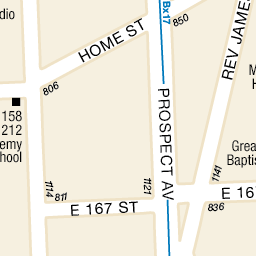 dio
HOME ST
Bx17
850
REV JAME
806
M
H
158
212
emy
chool
PROSPECT AV
Grea
Baptis
1114
811
1121
1141
E 167 ST
E 16
836